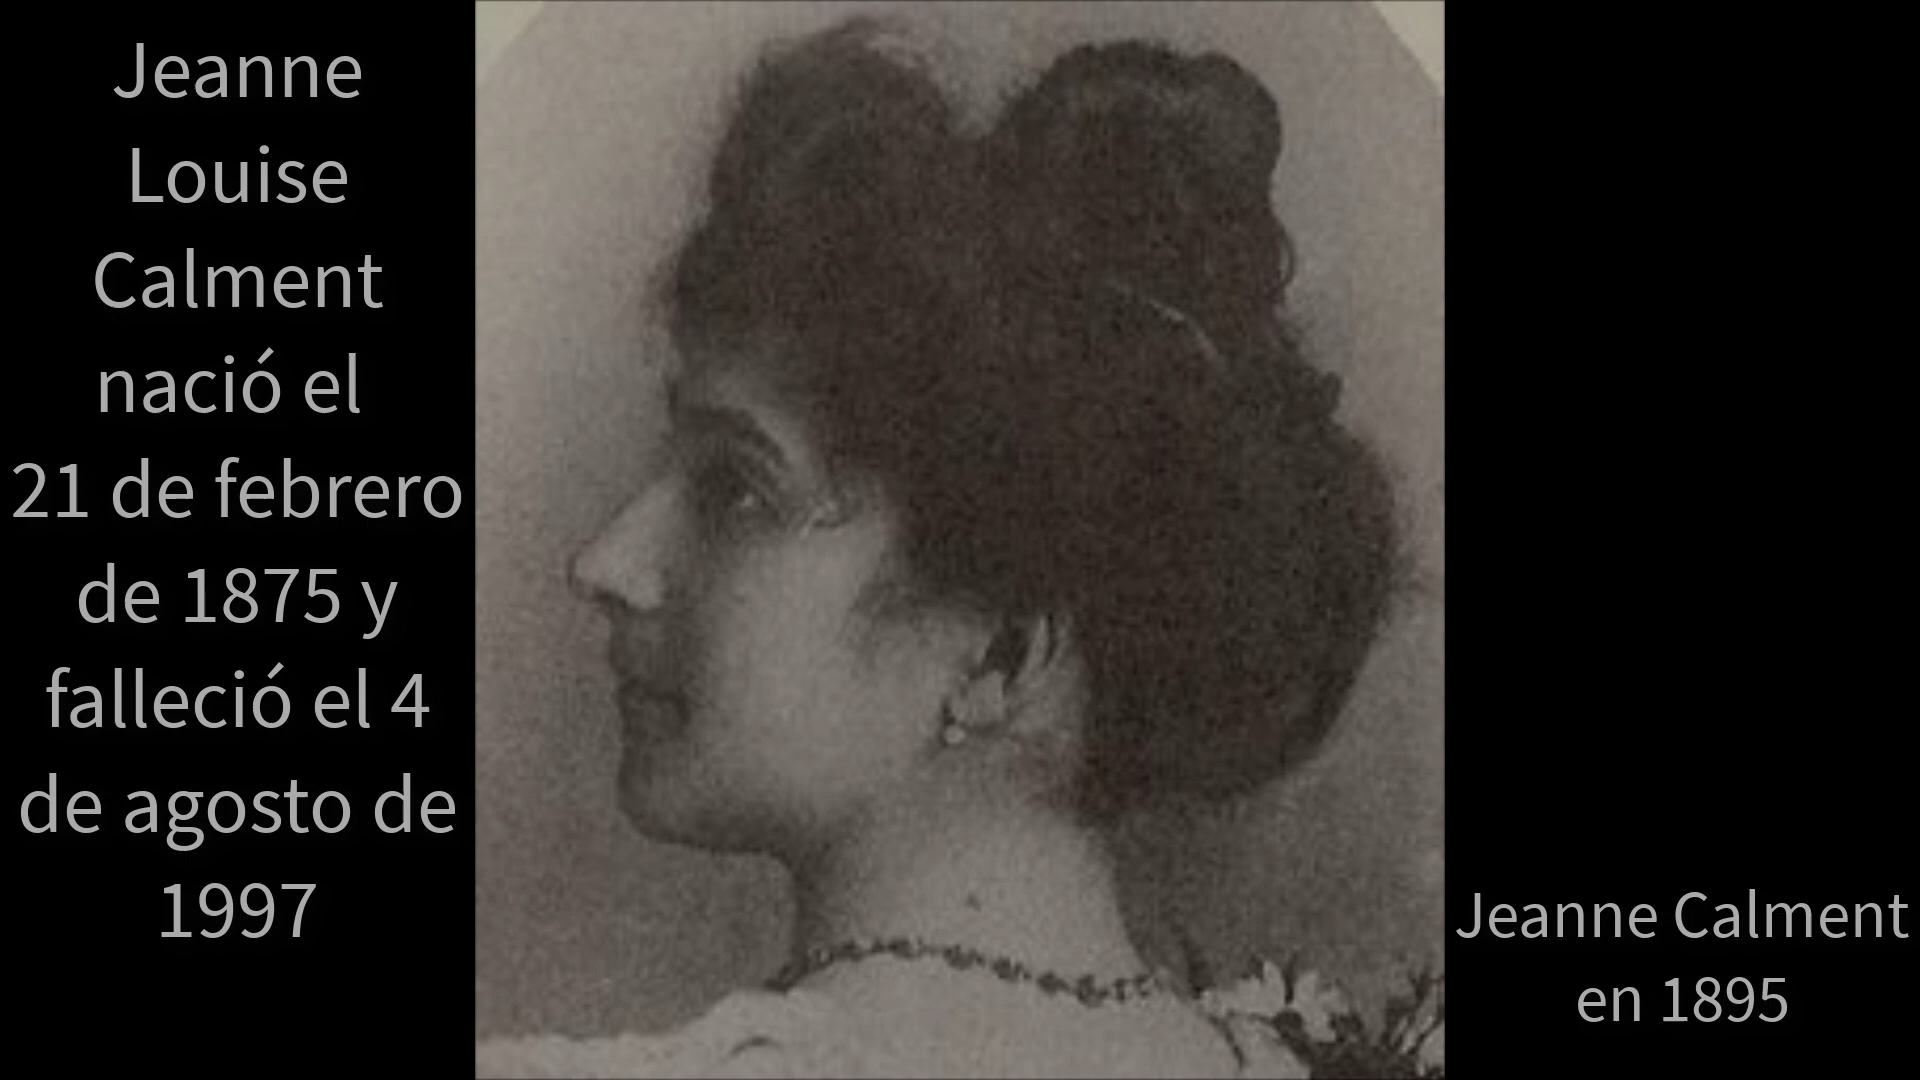 Jeanne
Louise
Calment
nació el
21 de febrero
de 1875 y
falleció el 4
de agosto de
1997
Jeanne Calment
en 1895